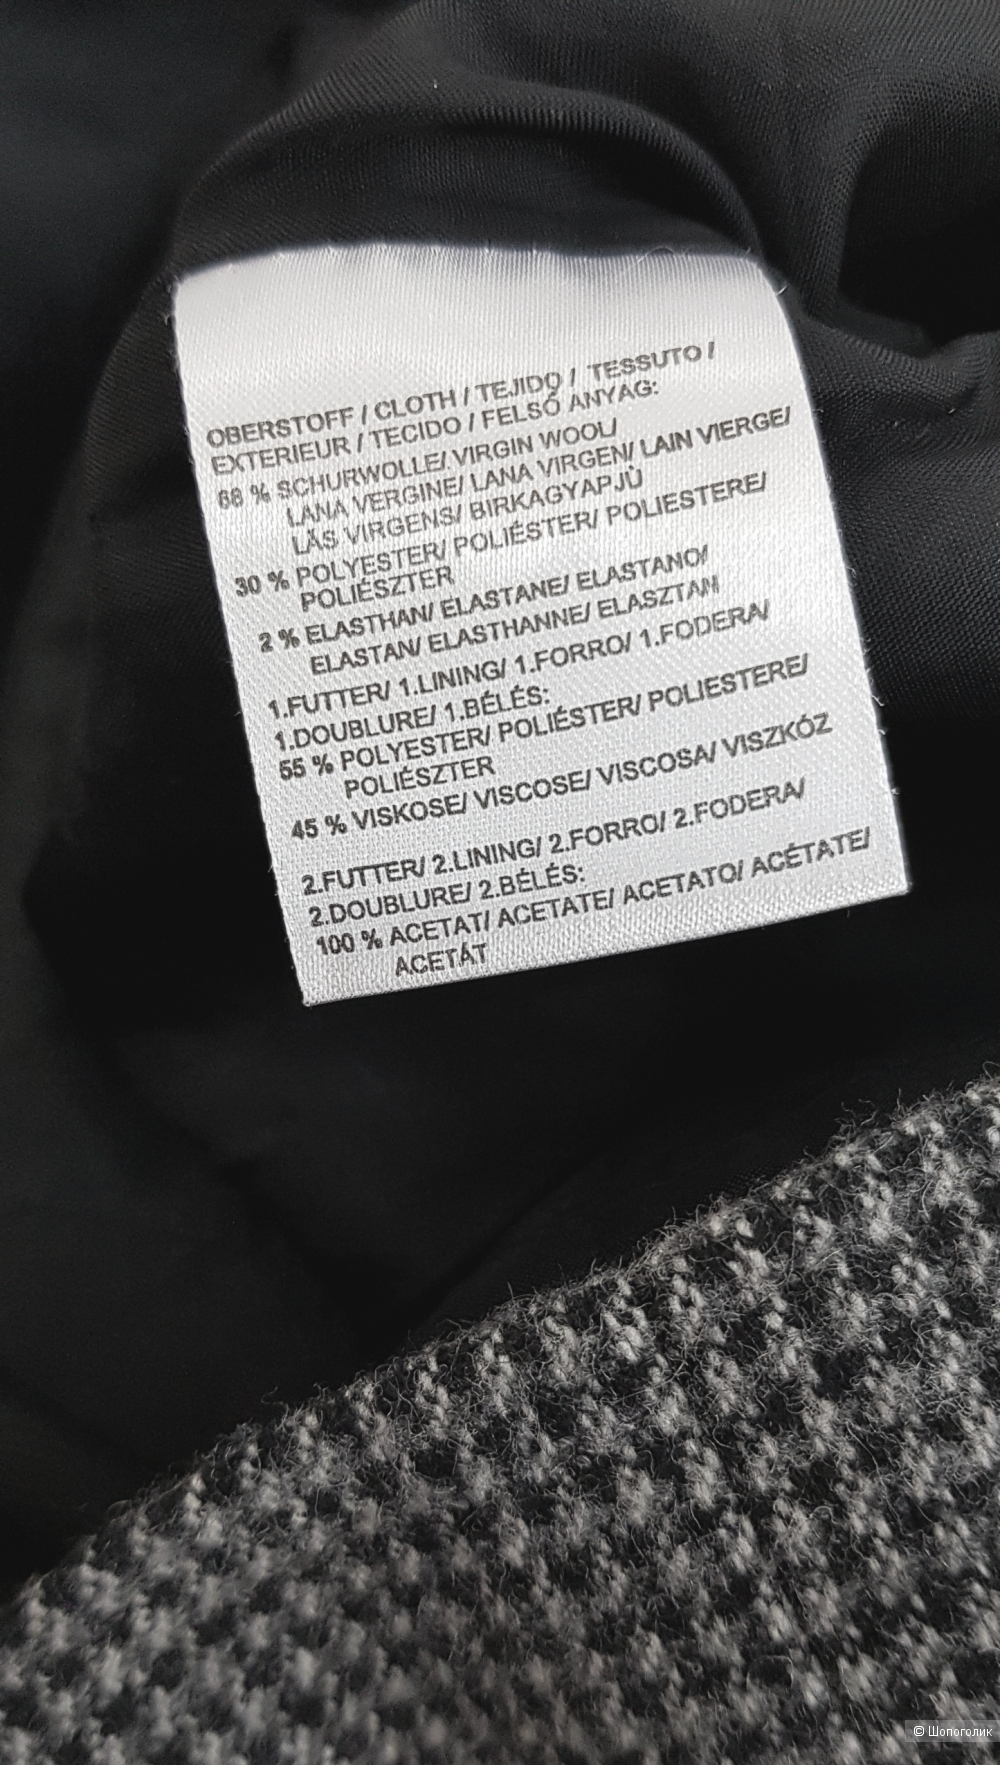 OBERSTOFF / CLOTH / TEJIDO / TESSUTO /
EXTERIEUR / TECIDO / FELSŐ ANYAG:
68 % SCHURWOLLE/ VIRGIN WOOL/
LANA VERGINE/ LANA VIRGEN/ LAIN VIERGE/
LÃS VIRGENS/ BIRKAGYAPJÙ
30 % POLYESTER/ POLIÉSTER/ POLIESTERE/
POLIÉSZTER
2 % ELASTHAN/ ELASTANE/ ELASTANO/
ELASTAN/ ELASTHANNE/ ELASZTAN
1.FUTTER/ 1.LINING/ 1.FORRO/ 1.FODERA/
1.DOUBLURE/ 1.BÉLÉS:
55 % POLYESTER/ POLIÉSTER/ POLIESTERE/
POLIÉSZTER
45 % VISKOSE/ VISCOSE/ VISCOSA/ VISZKÓZ
2.FUTTER/ 2.LINING/ 2.FORRO/ 2.FODERA/
2.DOUBLURE/ 2.BÉLÉS:
100 % ACETAT/ ACETATE/ ACETATO/ ACÉTATE/
ACETÁT
© Шопоголик